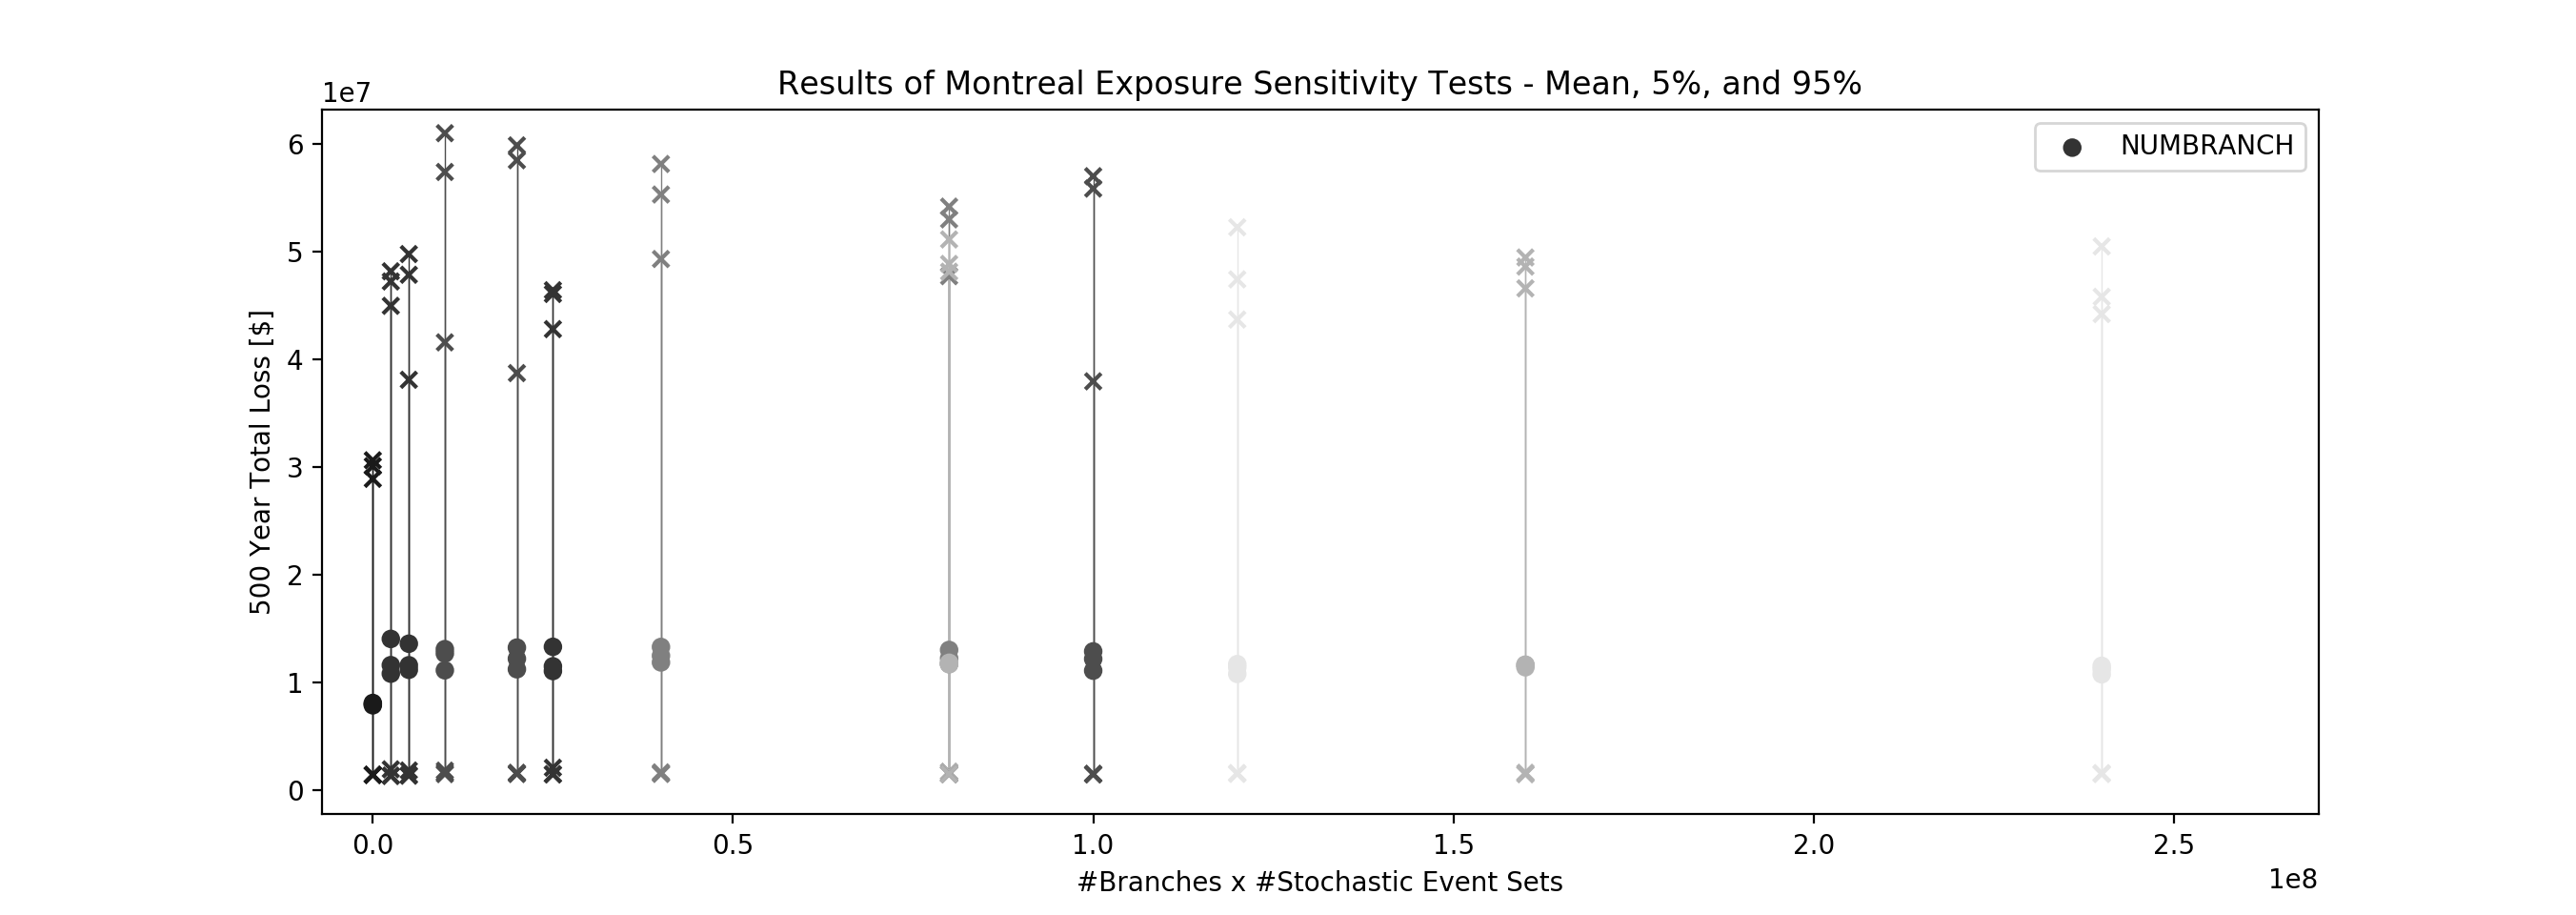 Results of Montreal Exposure Sensitivity Tests - Mean, 5%, and 95%
1e7
NUMBRANCH
6
5
4
3
2
1
0
500 Year Total Loss [$]
0.0 0.5 1.0 1.5 2.0 2.5
1e8
#Branches x #Stochastic Event Sets